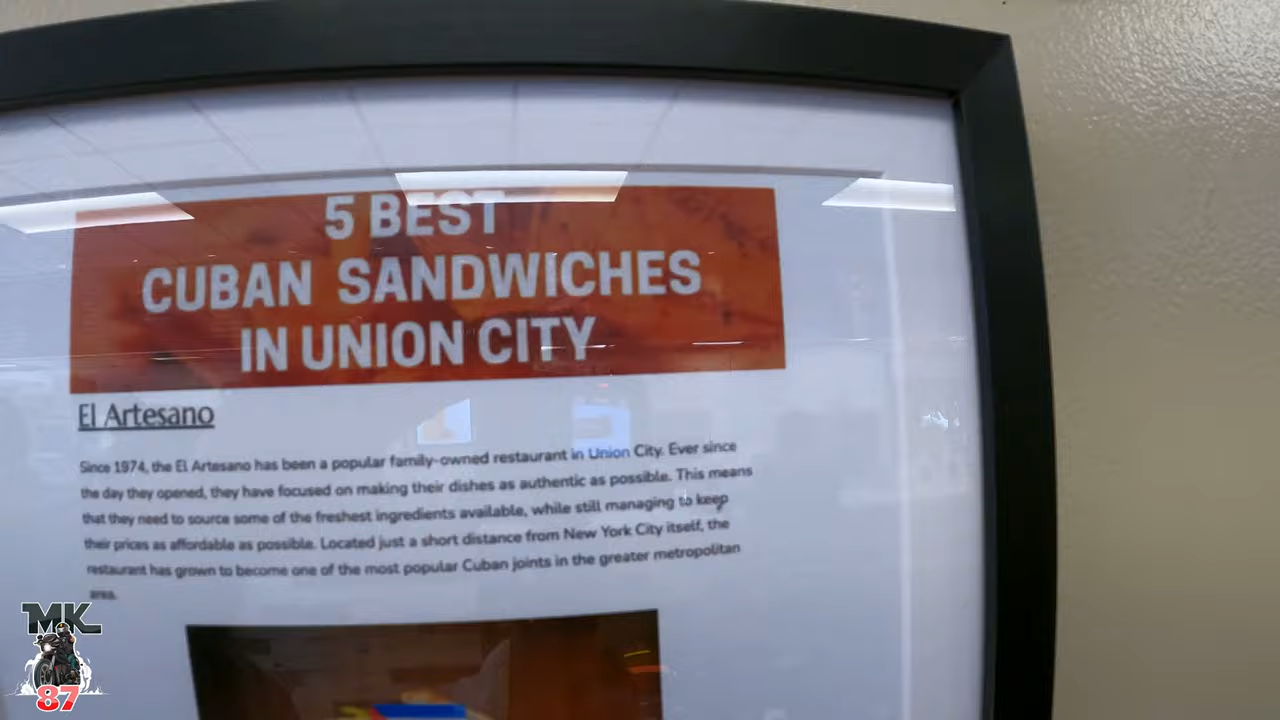 5 BEST
CUBAN SANDWICHES
IN UNION CITY
El Artesano
Since 1974, the El Artesano has been a popular family-owned restaurant in Union City. Ever since
the day they opened, they have focused on making their dishes as authentic as possible. This means
that they need to source some of the freshest ingredients available, while still managing to keep
their prices as affordable as possible. Located just a short distance from New York City itself, the
restaurant has grown to become one of the most popular Cuban joints in the greater metropolitan
area.
MK
87